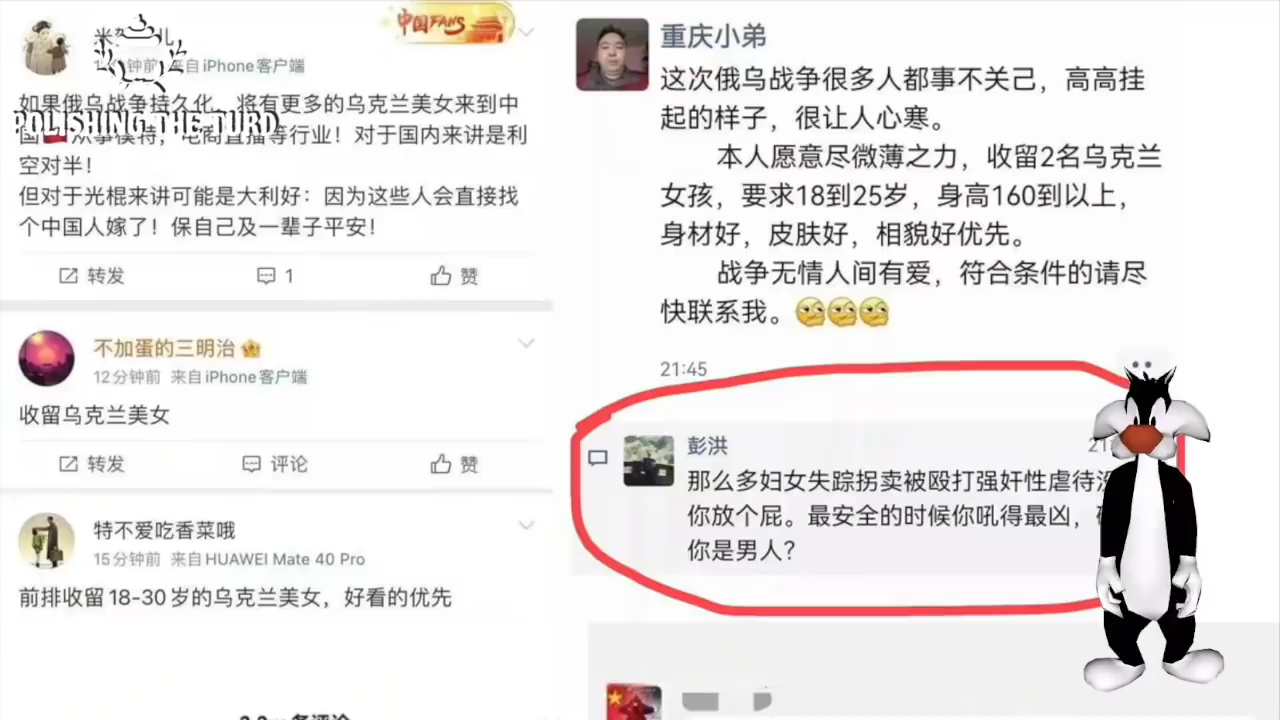 中国FANS
来自iPhone客户端
如果俄乌战争持久化，将有更多的乌克兰美女来到中
POLISHING THE TURD
电商直播等行业！对于国内来讲是利
空对半！
但对于光棍来讲可能是大利好：因为这些人会直接找
个中国人嫁了！保自己及一辈子平安！
转发 1 赞
不加蛋的三明治
12分钟前 来自iPhone客户端
收留乌克兰美女
转发 评论 赞
特不爱吃香菜哦
15分钟前 来自HUAWEI Mate 40 Pro
前排收留18-30岁的乌克兰美女，好看的优先
重庆小弟
这次俄乌战争很多人都事不关己，高高挂
起的样子，很让人心寒。
本人愿意尽微薄之力，收留2名乌克兰
女孩，要求18到25岁，身高160到以上，
身材好，皮肤好，相貌好优先。
战争无情人间有爱，符合条件的请尽
快联系我。
21:45
彭洪
那么多妇女失踪拐卖被殴打强奸性虐待
你放个屁。最安全的时候你吼得最凶，
你是男人？